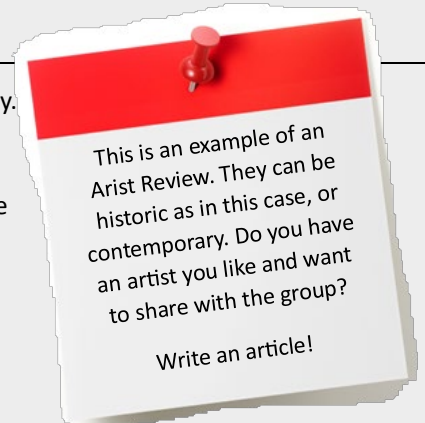 y.
e
This is an example of an
Arist Review. They can be
historic as in this case, or
contemporary. Do you have
an artist you like and want
to share with the group?
Write an article!